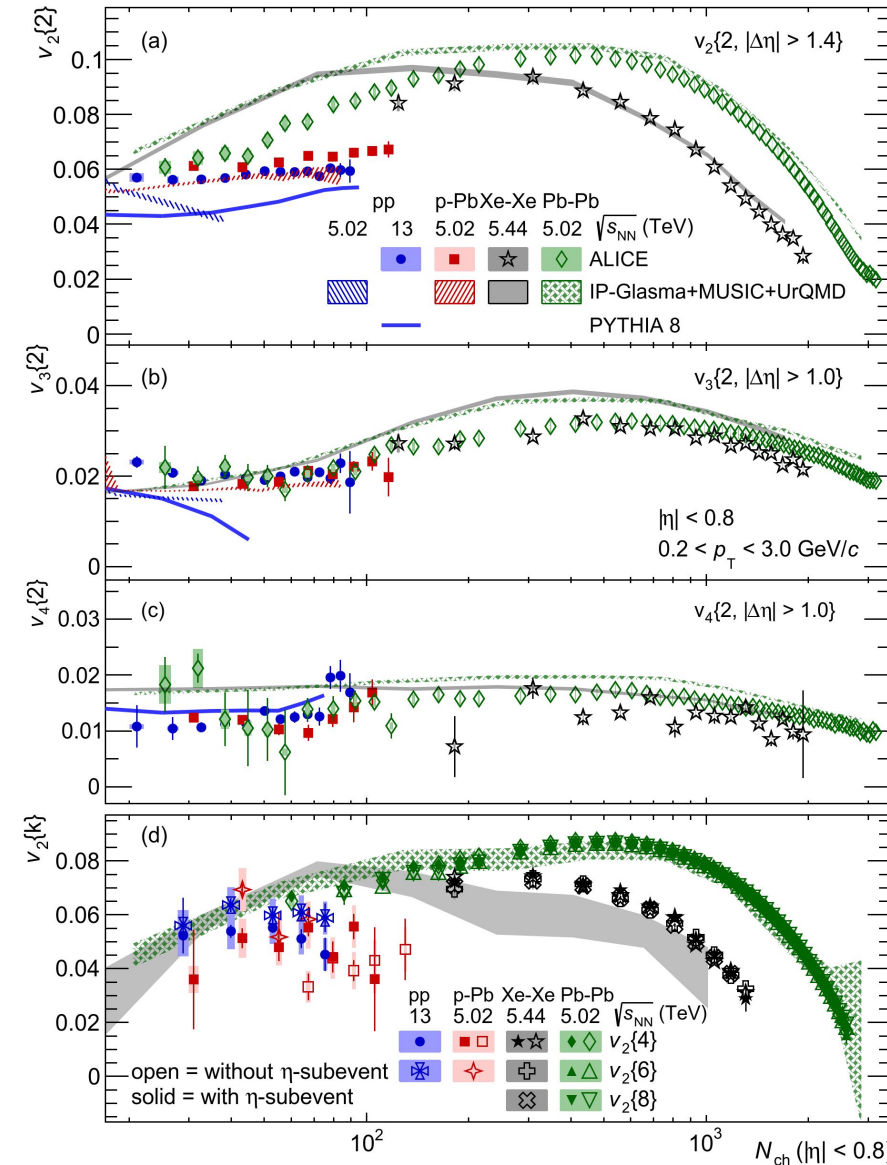 v₂{2}
(a)
v₂{2, |Δη| > 1.4}
0.1
0.08
0.06
0.04
0.02
0
pp p-Pb Xe-Xe Pb-Pb
5.02 13 5.02 5.44 5.02 √s_NN (TeV)
ALICE
IP-Glasma+MUSIC+UrQMD
PYTHIA 8
v₃{2}
(b)
v₃{2, |Δη| > 1.0}
0.04
0.02
0
|η| < 0.8
0.2 < p_T < 3.0 GeV/c
v₄{2}
(c)
v₄{2, |Δη| > 1.0}
0.03
0.02
0.01
0
v₂{k}
(d)
0.08
0.06
0.04
0.02
0
pp p-Pb Xe-Xe Pb-Pb
13 5.02 5.44 5.02 √s_NN (TeV)
v₂{4}
v₂{6}
v₂{8}
open = without η-subevent
solid = with η-subevent
10² 10³
N_ch (|η| < 0.8)